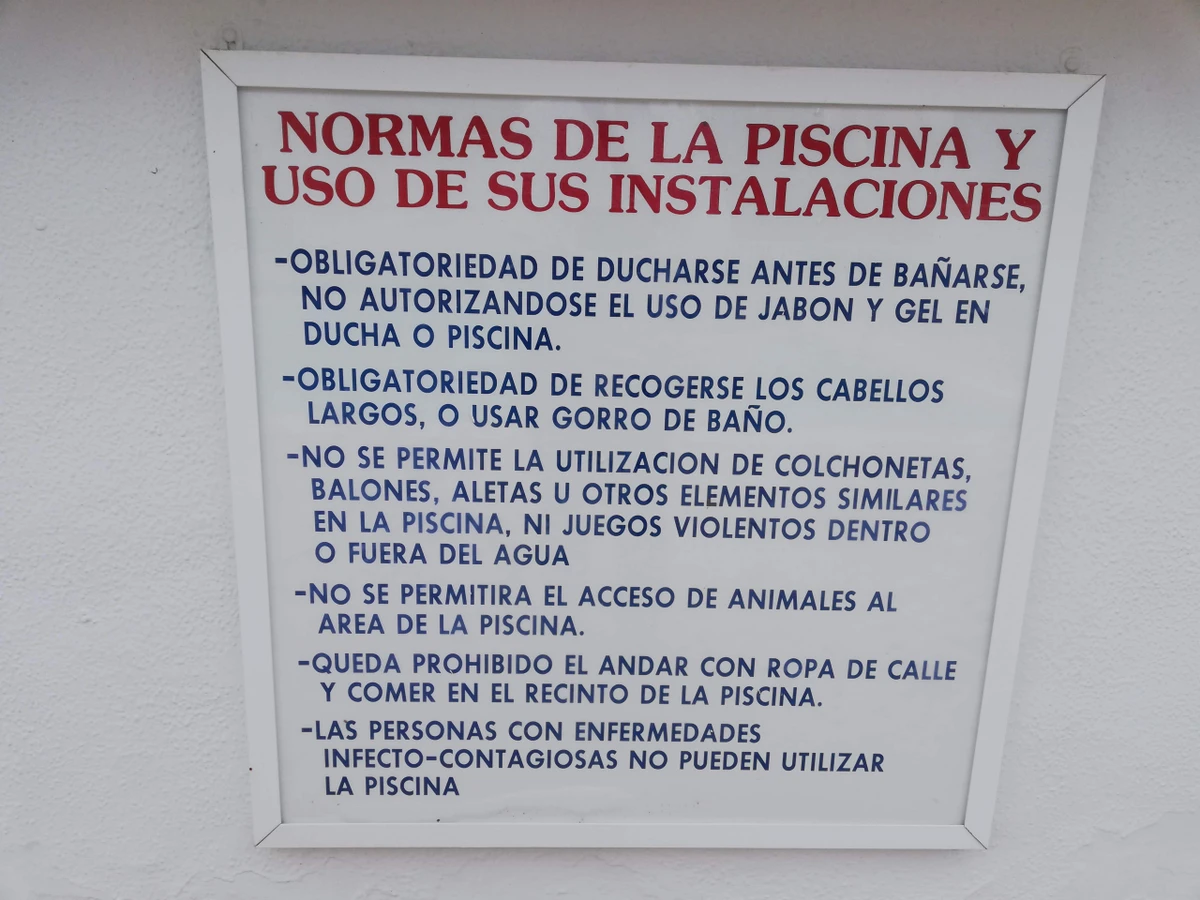 NORMAS DE LA PISCINA Y
USO DE SUS INSTALACIONES
-OBLIGATORIEDAD DE DUCHARSE ANTES DE BAÑARSE,
NO AUTORIZANDOSE EL USO DE JABON Y GEL EN
DUCHA O PISCINA.
-OBLIGATORIEDAD DE RECOGERSE LOS CABELLOS
LARGOS, O USAR GORRO DE BAÑO.
-NO SE PERMITE LA UTILIZACION DE COLCHONETAS,
BALONES, ALETAS U OTROS ELEMENTOS SIMILARES
EN LA PISCINA, NI JUEGOS VIOLENTOS DENTRO
O FUERA DEL AGUA
-NO SE PERMITIRA EL ACCESO DE ANIMALES AL
AREA DE LA PISCINA.
-QUEDA PROHIBIDO EL ANDAR CON ROPA DE CALLE
Y COMER EN EL RECINTO DE LA PISCINA.
-LAS PERSONAS CON ENFERMEDADES
INFECTO-CONTAGIOSAS NO PUEDEN UTILIZAR
LA PISCINA